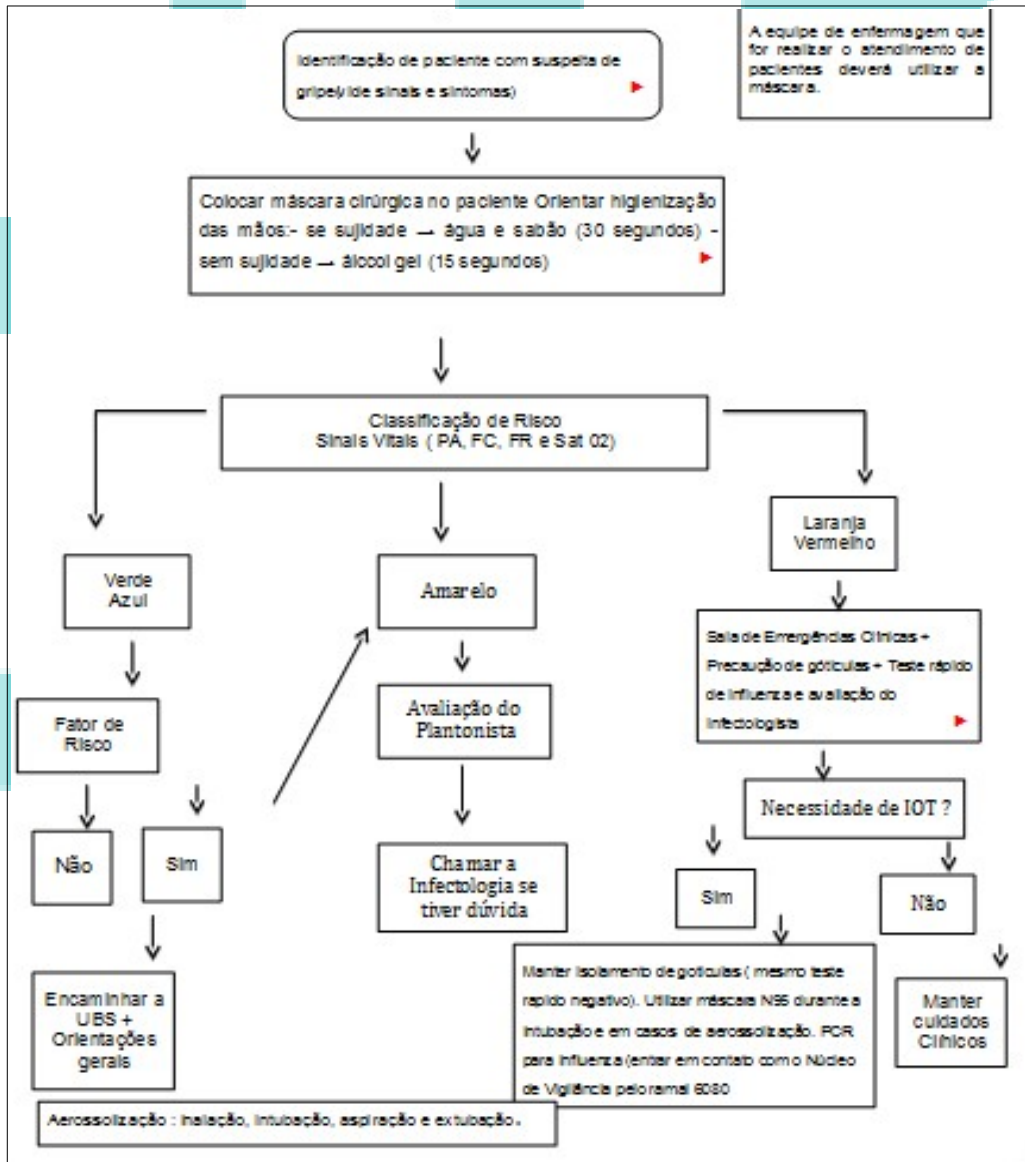 A equipe de enfermagem que
for realizar o atendimento de
pacientes deverá utilizar a
máscara.
Identificação de paciente com suspeita de
gripe(vide sinais e sintomas)
Colocar máscara cirúrgica no paciente Orientar higienização
das mãos:- se sujidade → água e sabão (30 segundos) -
sem sujidade → álcool gel (15 segundos)
Classificação de Risco
Sinais Vitais ( PA, FC, FR e Sat 02)
Verde
Azul
Amarelo
Laranja
Vermelho
Fator de
Risco
Avaliação do
Plantonista
Sala de Emergências Clínicas +
Precaução de gotículas + Teste rápido
de Influenza e avaliação do
Infectologista
Não
Sim
Chamar a
Infectologia se
tiver dúvida
Necessidade de IOT ?
Sim
Não
Encaminhar a
UBS +
Orientações
gerais
Manter isolamento de gotículas ( mesmo teste
rapido negativo). Utilizar máscara N95 durante a
intubação e em casos de aerossolização. PCR
para Influenza (entrar em contato com o Núcleo
de Vigilância pelo ramal 6080
Manter
cuidados
Clínicos
Aerossolização : Inalação, Intubação, aspiração e extubação.